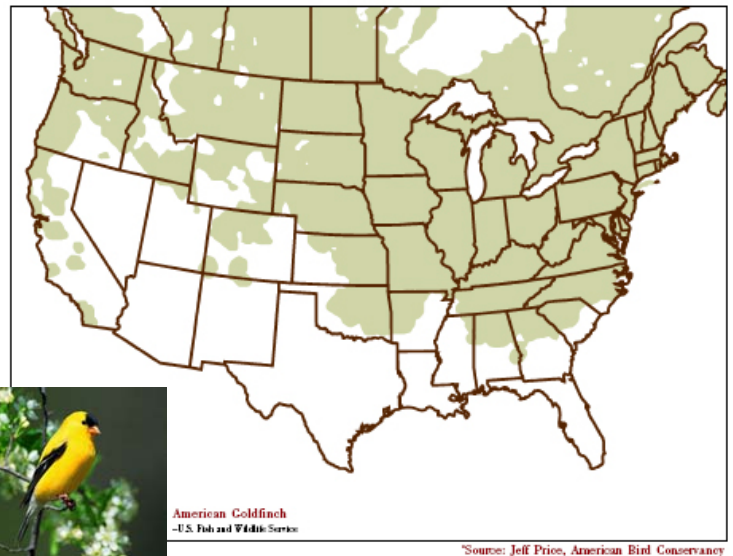 American Goldfinch
~U.S. Fish and Wildlife Service
*Source: Jeff Price, American Bird Conservancy